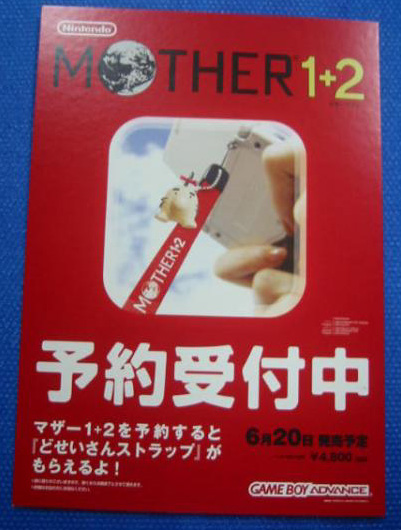 Nintendo
MOTHER 1+2
MOTHER1+2
予約受付中
マザー1+2を予約すると
『どせいさんストラップ』が
もらえるよ！
6月20日 発売予定
¥4,800
GAME BOY ADVANCE